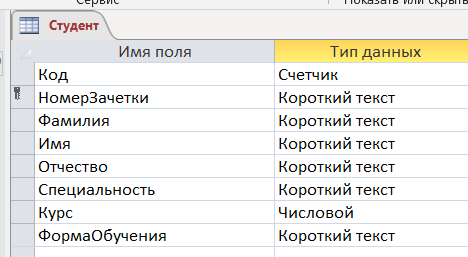 Сервис Показать или скрыть
Студент
Имя поля Тип данных
Код Счетчик
НомерЗачетки Короткий текст
Фамилия Короткий текст
Имя Короткий текст
Отчество Короткий текст
Специальность Короткий текст
Курс Числовой
ФормаОбучения Короткий текст